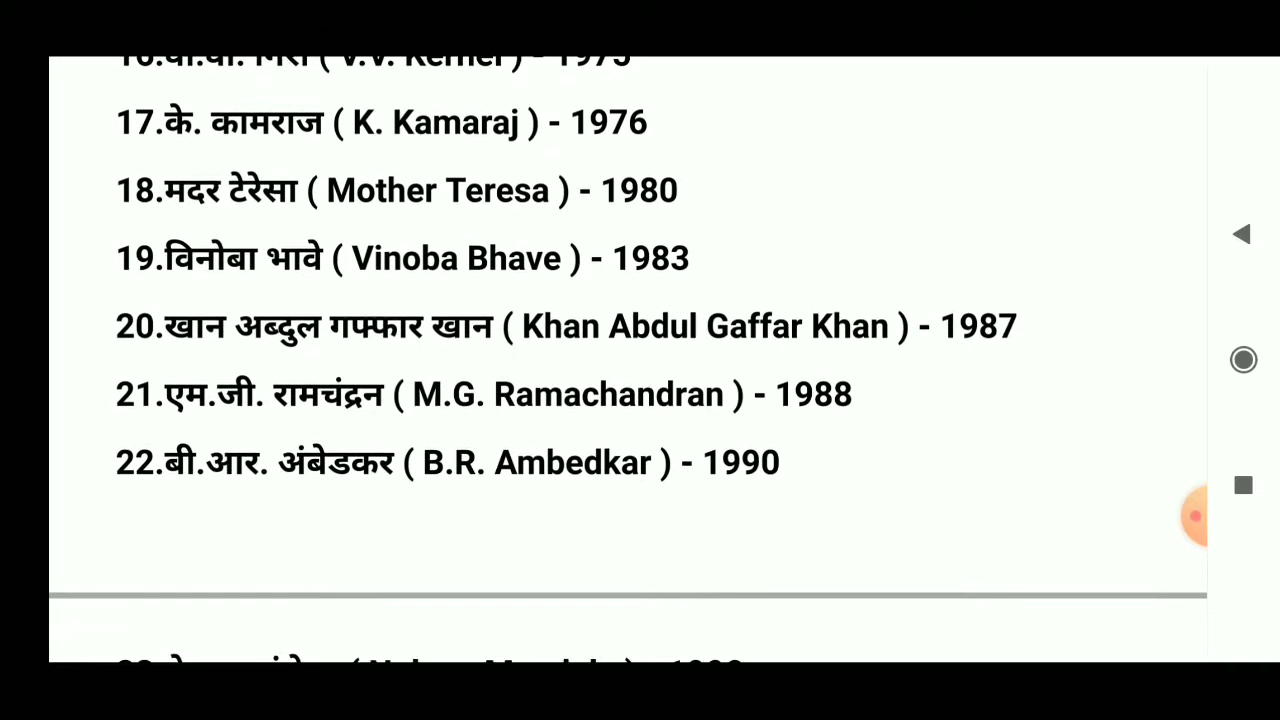 17.के. कामराज ( K. Kamaraj ) - 1976
18.मदर टेरेसा ( Mother Teresa ) - 1980
19.विनोबा भावे ( Vinoba Bhave ) - 1983
20.खान अब्दुल गफ्फार खान ( Khan Abdul Gaffar Khan ) - 1987
21.एम.जी. रामचंद्रन ( M.G. Ramachandran ) - 1988
22.बी.आर. अंबेडकर ( B.R. Ambedkar ) - 1990